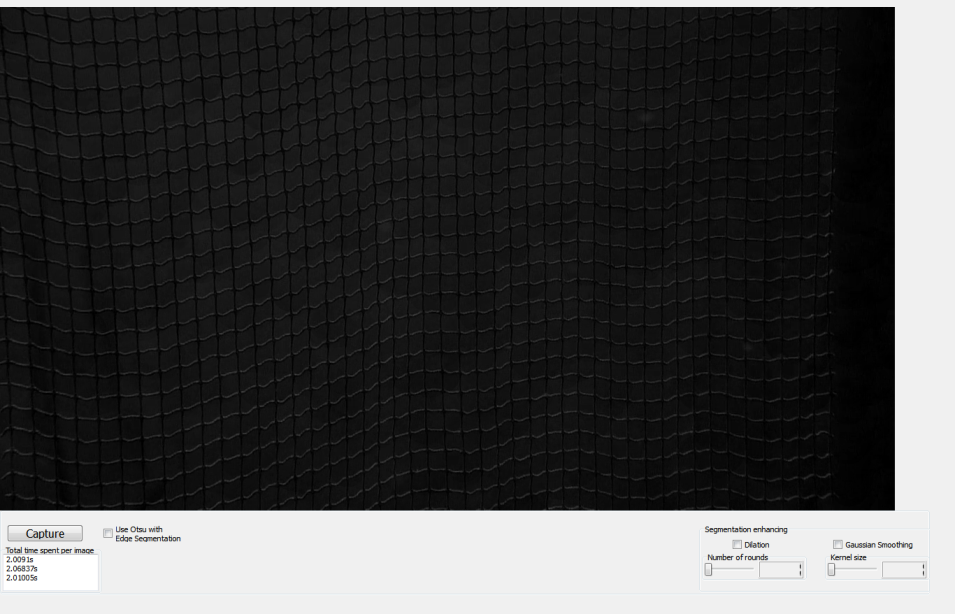 Capture
Use Otsu with
Edge Segmentation
Total time spent per image
2.0091s
2.06837s
2.01005s
Segmentation enhancing
Dilation
Gaussian Smoothing
Number of rounds
Kernel size